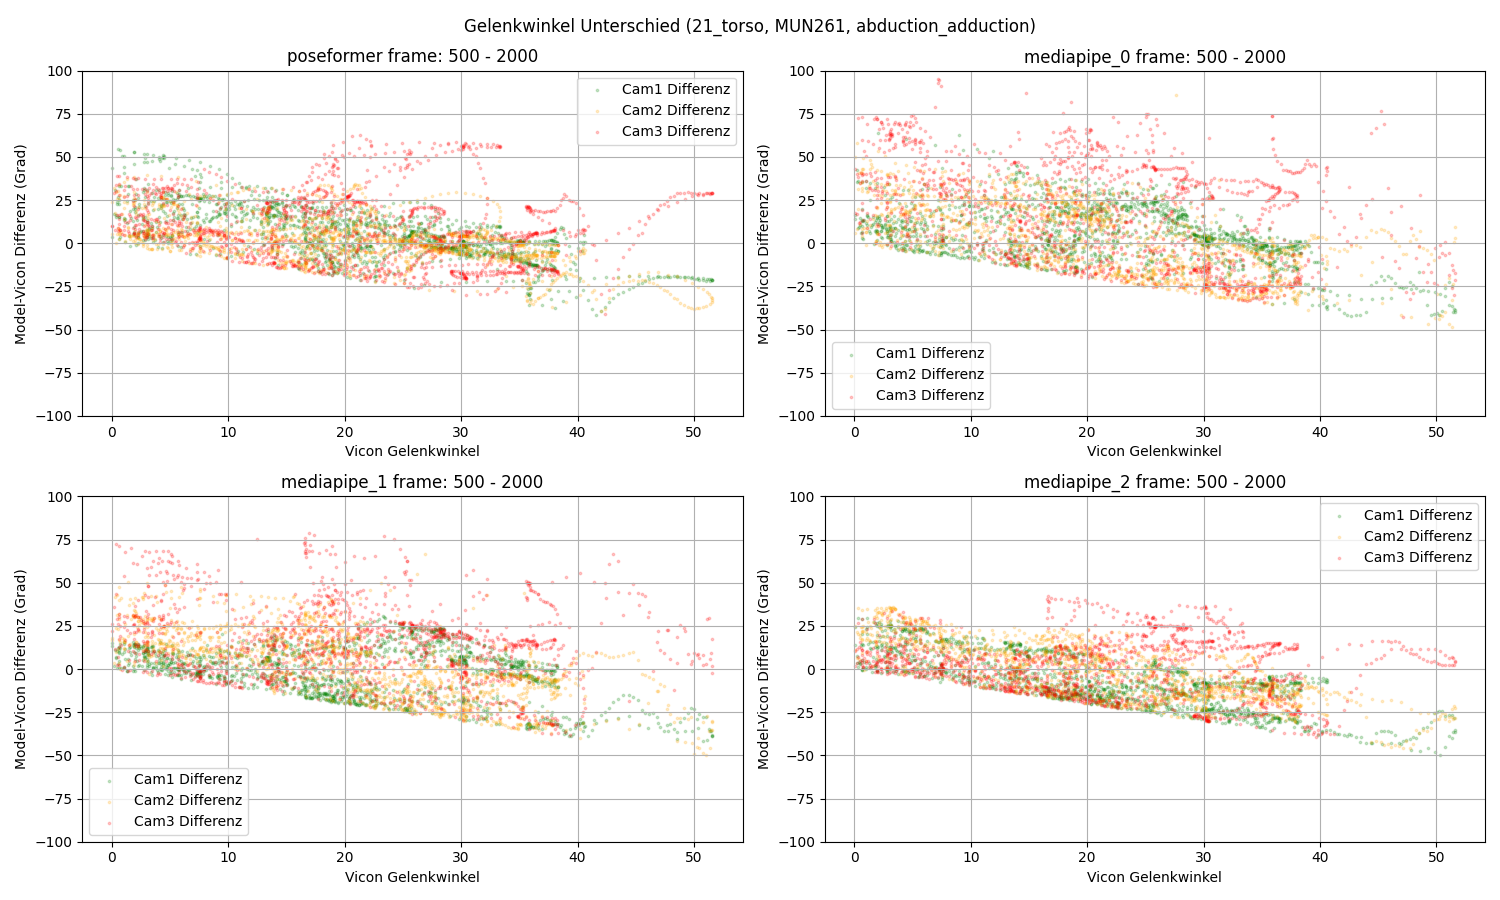 Gelenkwinkel Unterschied (21_torso, MUN261, abduction_adduction)
poseformer frame: 500 - 2000
100
75
50
25
0
−25
−50
−75
−100
Model-Vicon Differenz (Grad)
Cam1 Differenz
Cam2 Differenz
Cam3 Differenz
0 10 20 30 40 50
Vicon Gelenkwinkel
mediapipe_0 frame: 500 - 2000
100
75
50
25
0
−25
−50
−75
−100
Model-Vicon Differenz (Grad)
Cam1 Differenz
Cam2 Differenz
Cam3 Differenz
0 10 20 30 40 50
Vicon Gelenkwinkel
mediapipe_1 frame: 500 - 2000
100
75
50
25
0
−25
−50
−75
−100
Model-Vicon Differenz (Grad)
Cam1 Differenz
Cam2 Differenz
Cam3 Differenz
0 10 20 30 40 50
Vicon Gelenkwinkel
mediapipe_2 frame: 500 - 2000
100
75
50
25
0
−25
−50
−75
−100
Model-Vicon Differenz (Grad)
Cam1 Differenz
Cam2 Differenz
Cam3 Differenz
0 10 20 30 40 50
Vicon Gelenkwinkel